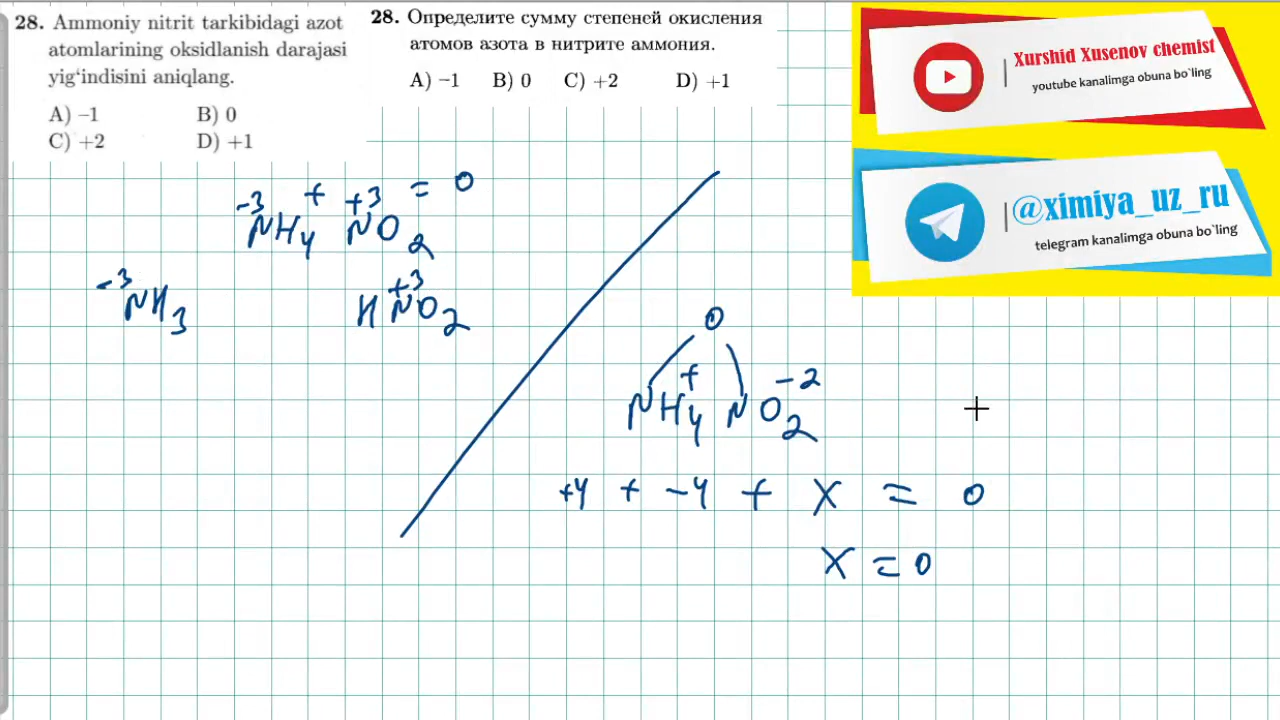 28. Ammoniy nitrit tarkibidagi azot
atomlarining oksidlanish darajasi
yig‘indisini aniqlang.
A) –1 B) 0
C) +2 D) +1
28. Определите сумму степеней окисления
атомов азота в нитрите аммония.
A) –1 B) 0 C) +2 D) +1
Xurshid Xusenov chemist
youtube kanalimga obuna bo`ling
@ximiya_uz_ru
telegram kanalimga obuna bo`ling
-3 + +3 = 0
NH4 NO2
-3 +3
NH3 HNO2
0
+ -2
NH4 NO2
+4 + -4 + X = 0
X = 0